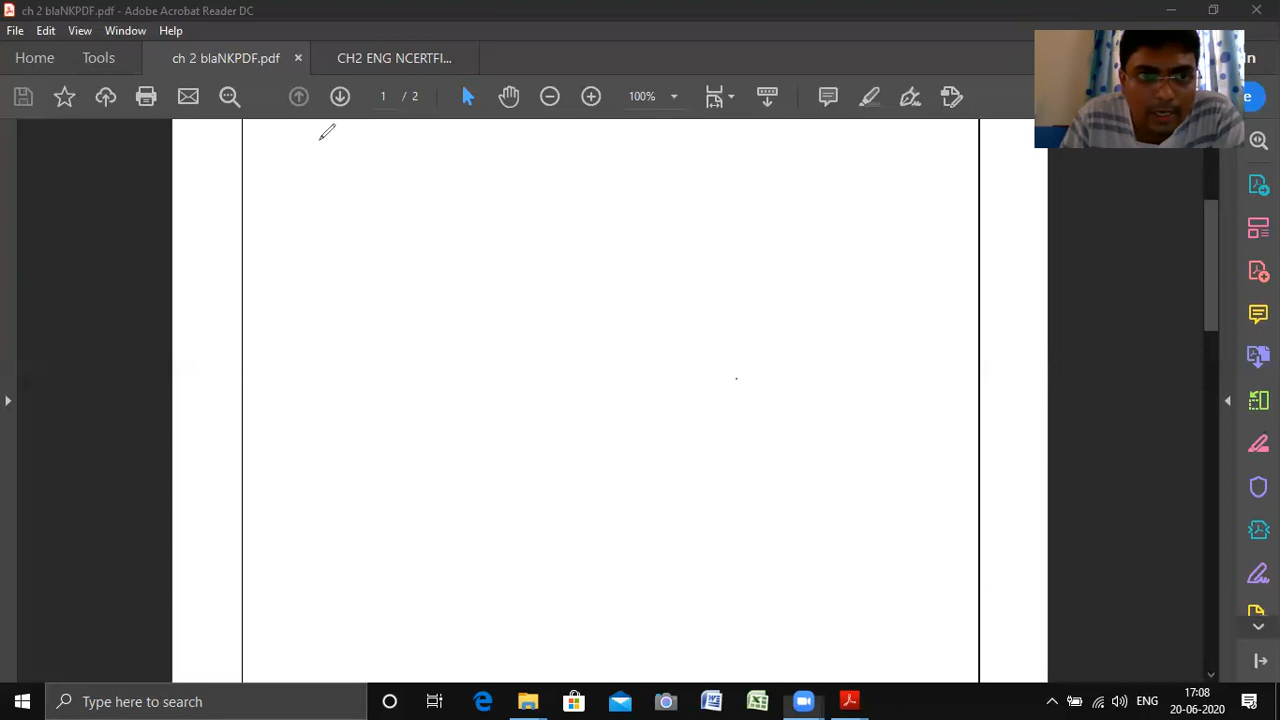 ch 2 blaNKPDF.pdf - Adobe Acrobat Reader DC
File Edit View Window Help
Home Tools ch 2 blaNKPDF.pdf × CH2 ENG NCERTFI... In
1 / 2 100%
17:08
Type here to search ENG
20-06-2020